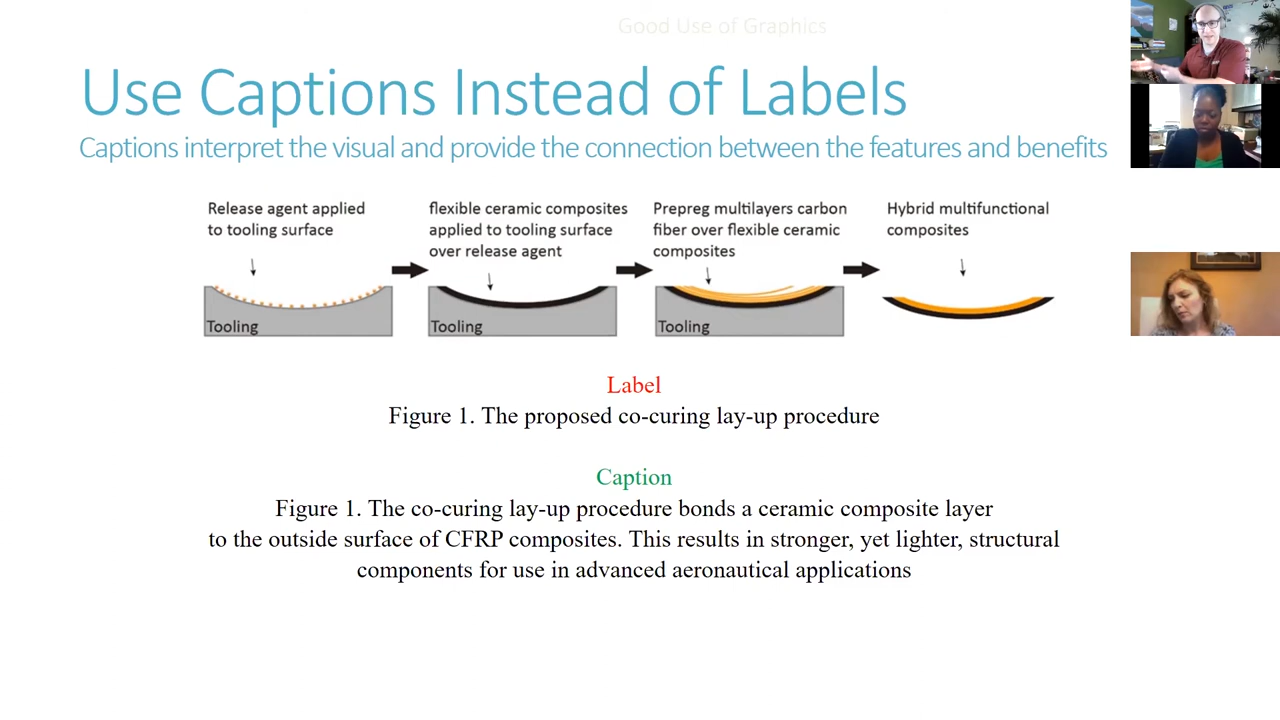 Good Use of Graphics
Use Captions Instead of Labels
Captions interpret the visual and provide the connection between the features and benefits
Release agent applied
to tooling surface
flexible ceramic composites
applied to tooling surface
over release agent
Prepreg multilayers carbon
fiber over flexible ceramic
composites
Hybrid multifunctional
composites
Tooling
Tooling
Tooling
Label
Figure 1. The proposed co-curing lay-up procedure
Caption
Figure 1. The co-curing lay-up procedure bonds a ceramic composite layer
to the outside surface of CFRP composites. This results in stronger, yet lighter, structural
components for use in advanced aeronautical applications